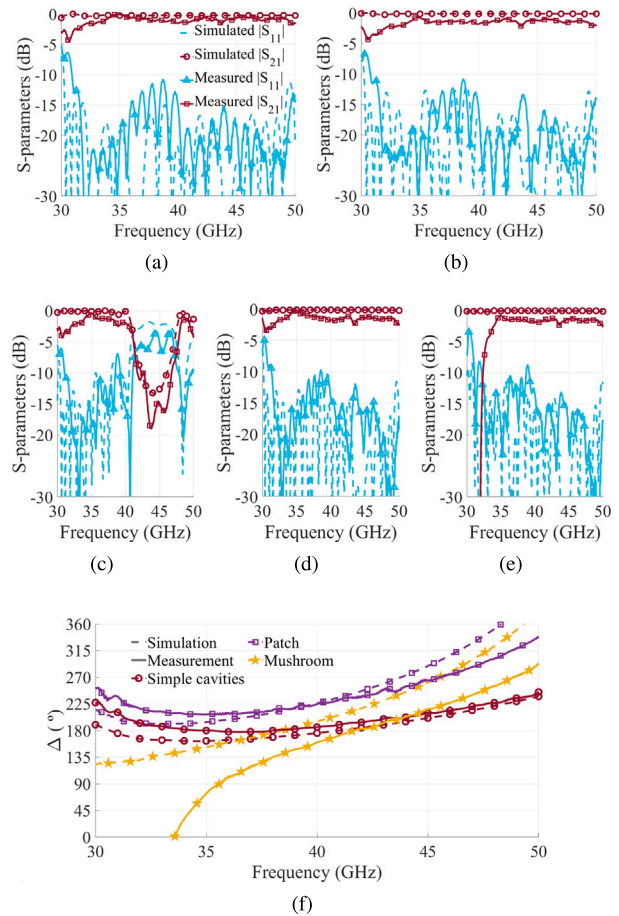 0
-5
-10
-15
-20
-30
S-parameters (dB)
30 35 40 45 50
Frequency (GHz)
Simulated |S11|
Simulated |S21|
Measured |S11|
Measured |S21|
(a)
0
-5
-10
-15
-20
-30
S-parameters (dB)
30 35 40 45 50
Frequency (GHz)
(b)
0
-5
-10
-15
-20
-30
S-parameters (dB)
30 35 40 45 50
Frequency (GHz)
(c)
0
-5
-10
-15
-20
-30
S-parameters (dB)
30 35 40 45 50
Frequency (GHz)
(d)
0
-5
-10
-15
-20
-30
S-parameters (dB)
30 35 40 45 50
Frequency (GHz)
(e)
360
315
270
225
180
135
90
45
0
Δ (º)
Simulation
Measurement
Simple cavities
Patch
Mushroom
30 35 40 45 50
Frequency (GHz)
(f)